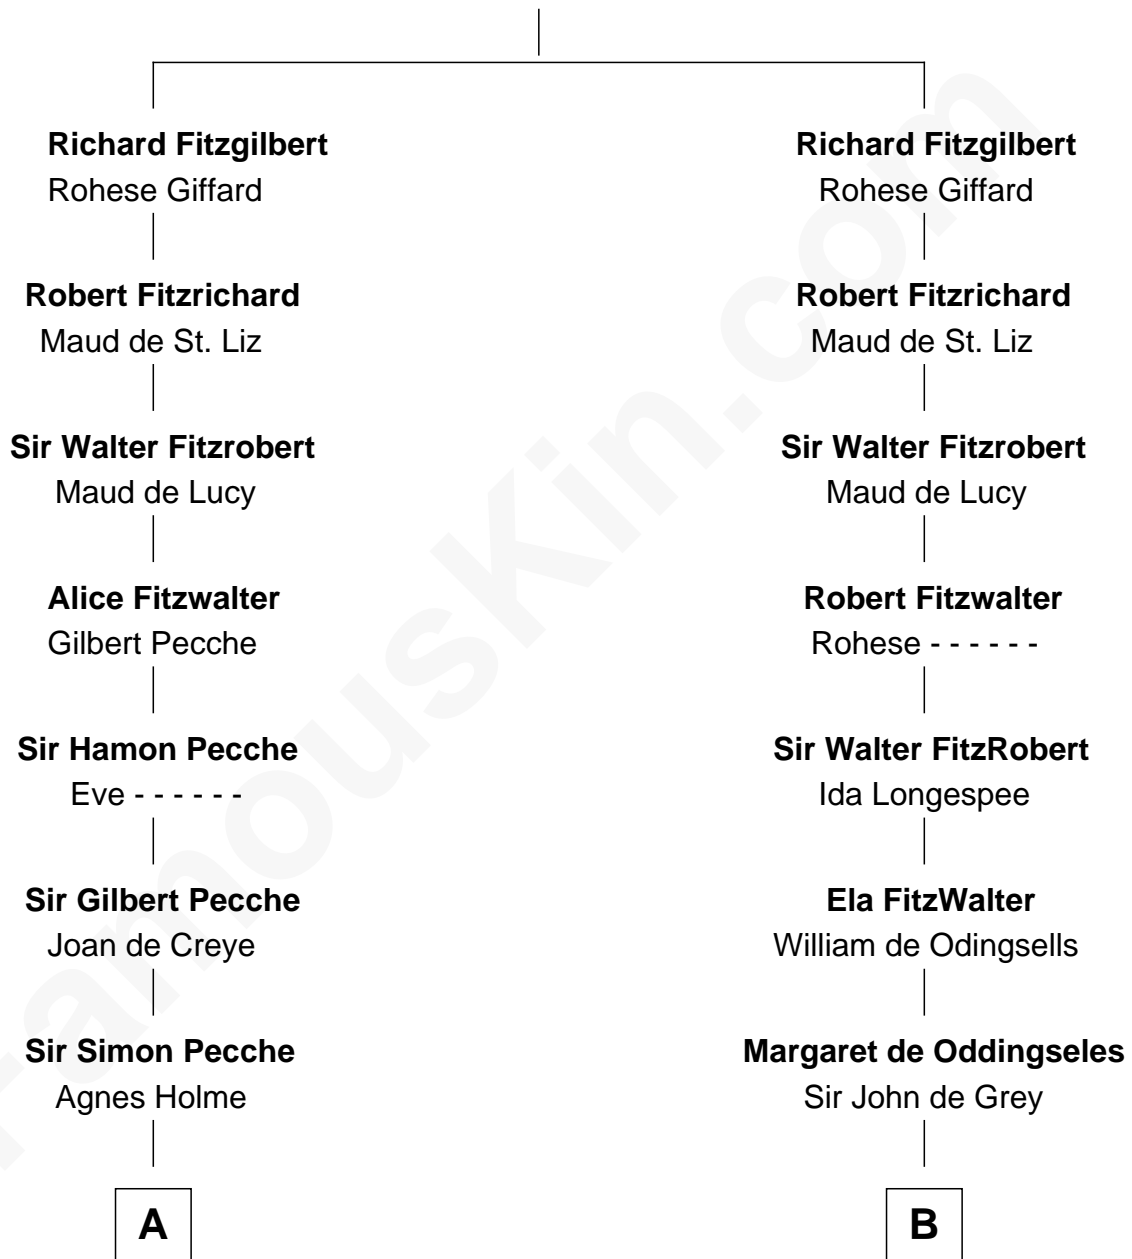 Richard Fitzgilbert
Rohese Giffard
Robert Fitzrichard
Maud de St. Liz
Sir Walter Fitzrobert
Maud de Lucy
Alice Fitzwalter
Gilbert Pecche
Sir Hamon Pecche
Eve - - - - - -
Sir Gilbert Pecche
Joan de Creye
Sir Simon Pecche
Agnes Holme
A
Richard Fitzgilbert
Rohese Giffard
Robert Fitzrichard
Maud de St. Liz
Sir Walter Fitzrobert
Maud de Lucy
Robert Fitzwalter
Rohese - - - - - -
Sir Walter FitzRobert
Ida Longespee
Ela FitzWalter
William de Odingsells
Margaret de Oddingseles
Sir John de Grey
B
FamousKin.com